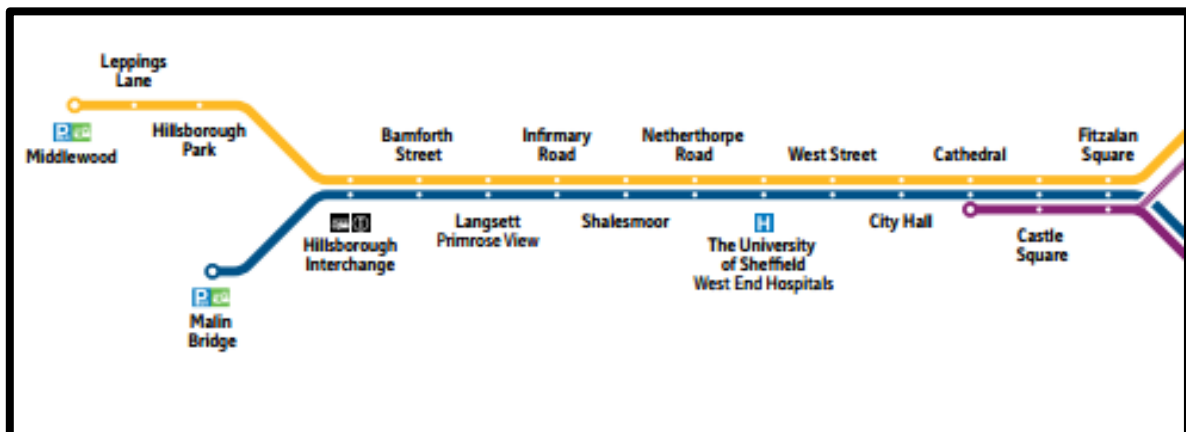 Leppings
Lane
P
Middlewood
Hillsborough
Park
Bamforth
Street
Infirmary
Road
Netherthorpe
Road
West Street
Cathedral
Fitzalan
Square
Hillsborough
Interchange
Langsett
Primrose View
Shalesmoor
H
The University
of Sheffield
West End Hospitals
City Hall
Castle
Square
P
Malin
Bridge